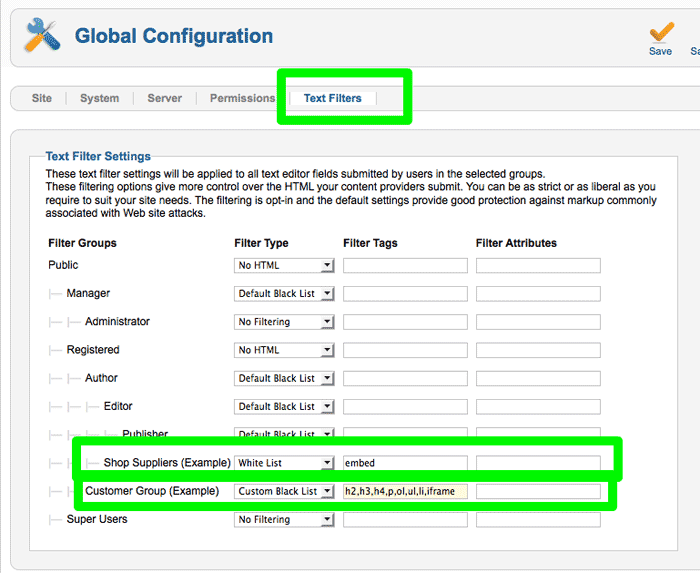 Global Configuration
Save
Sa
Site System Server Permissions Text Filters
Text Filter Settings
These text filter settings will be applied to all text editor fields submitted by users in the selected groups.
These filtering options give more control over the HTML your content providers submit. You can be as strict or as liberal as you
require to suit your site needs. The filtering is opt-in and the default settings provide good protection against markup commonly
associated with Web site attacks.
Filter Groups Filter Type Filter Tags Filter Attributes
Public No HTML
Manager Default Black List
Administrator No Filtering
Registered No HTML
Author Default Black List
Editor Default Black List
Publisher Default Black List
Shop Suppliers (Example) White List embed
Customer Group (Example) Custom Black List h2,h3,h4,p,ol,ul,li,iframe
Super Users No Filtering